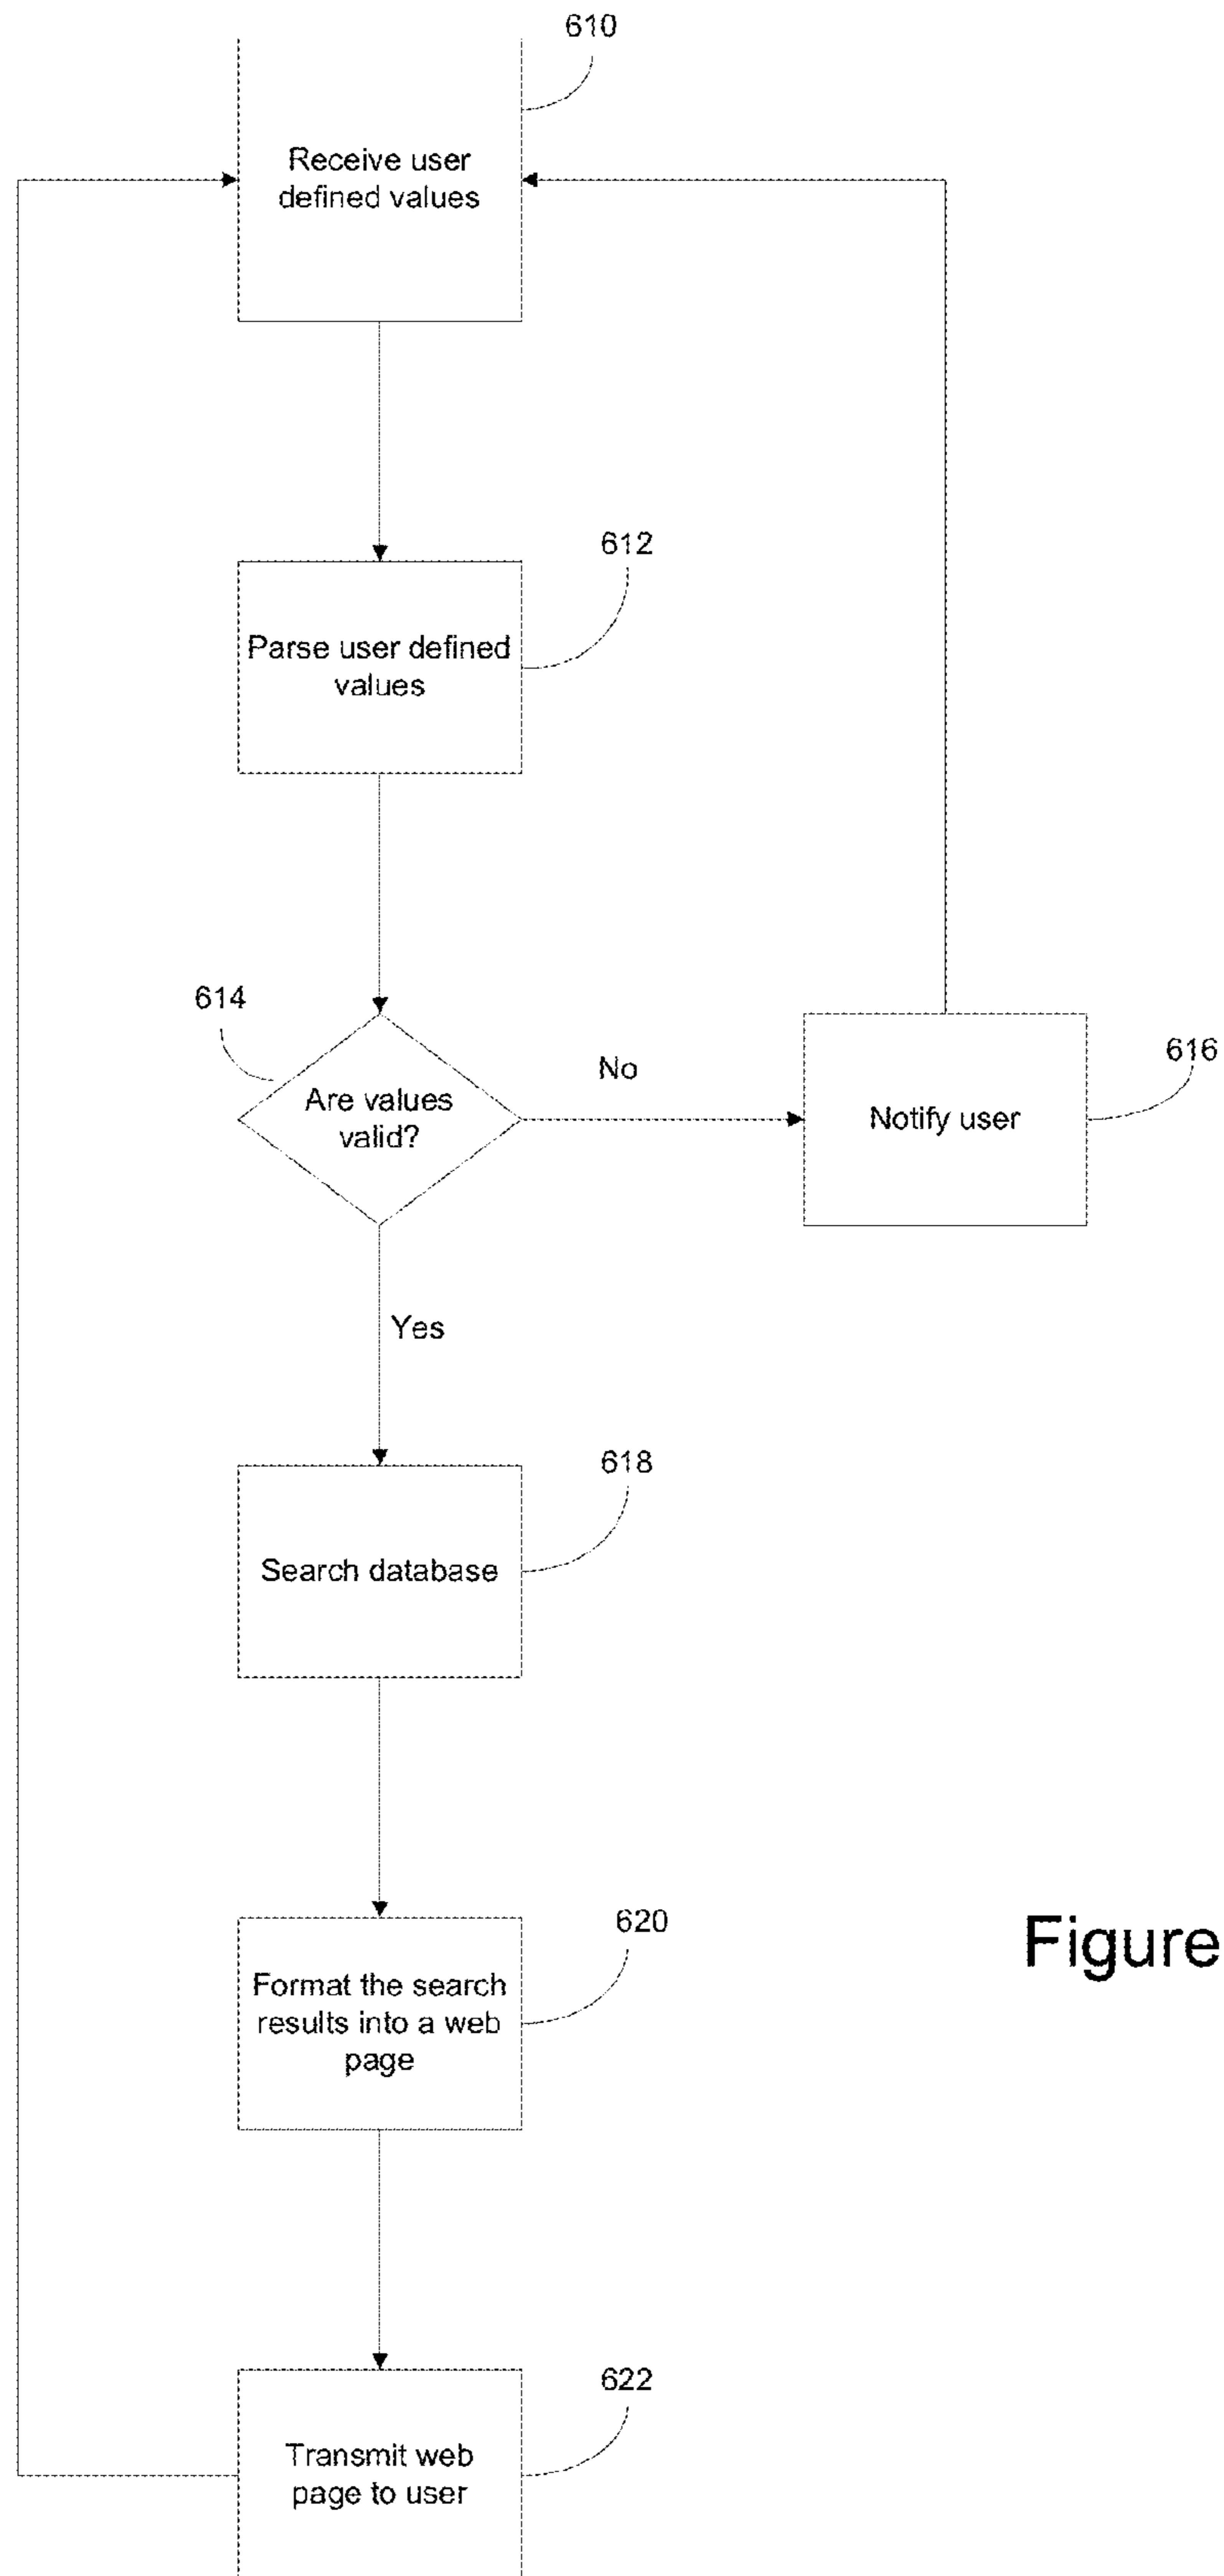 610
Receive user
defined values
612
Parse user defined
values
614
Are values
valid?
No
616
Notify user
Yes
618
Search database
620
Format the search
results into a web
page
Figure
622
Transmit web
page to user